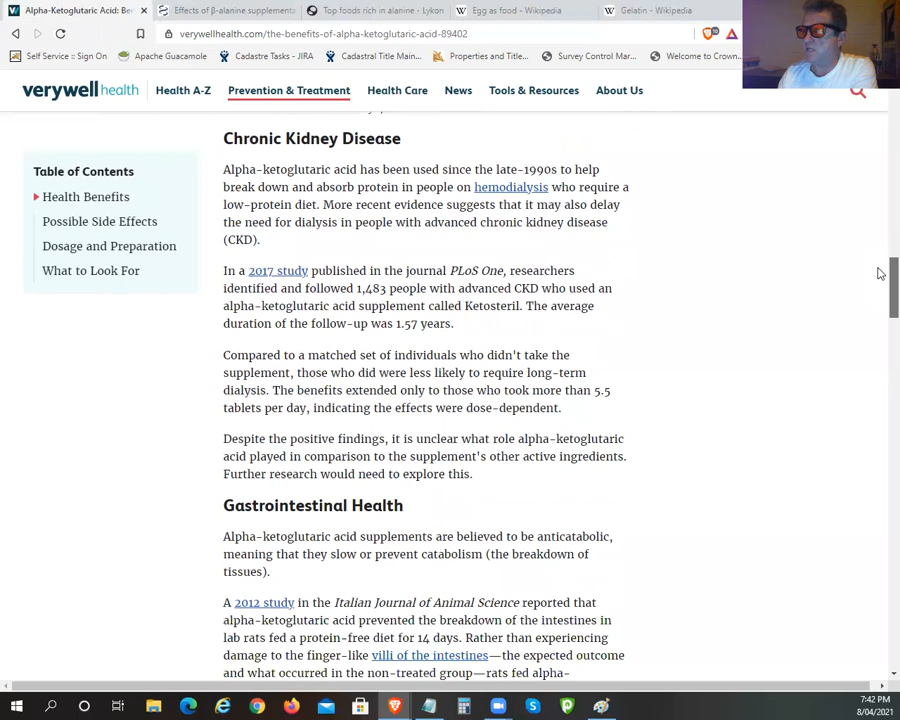 Alpha-Ketoglutaric Acid: Be
Effects of β-alanine supplementa
Top foods rich in alanine - Lykon
Egg as food - Wikipedia
Gelatin - Wikipedia
verywellhealth.com/the-benefits-of-alpha-ketoglutaric-acid-89402
Self Service :: Sign On
Apache Guacamole
Cadastre Tasks - JIRA
Cadastral Title Main...
Properties and Title...
Survey Control Mar...
Welcome to Crown...
verywell health
Health A-Z
Prevention & Treatment
Health Care
News
Tools & Resources
About Us
Chronic Kidney Disease
Table of Contents
Health Benefits
Possible Side Effects
Dosage and Preparation
What to Look For
Alpha-ketoglutaric acid has been used since the late-1990s to help
break down and absorb protein in people on hemodialysis who require a
low-protein diet. More recent evidence suggests that it may also delay
the need for dialysis in people with advanced chronic kidney disease
(CKD).
In a 2017 study published in the journal PLoS One, researchers
identified and followed 1,483 people with advanced CKD who used an
alpha-ketoglutaric acid supplement called Ketosteril. The average
duration of the follow-up was 1.57 years.
Compared to a matched set of individuals who didn't take the
supplement, those who did were less likely to require long-term
dialysis. The benefits extended only to those who took more than 5.5
tablets per day, indicating the effects were dose-dependent.
Despite the positive findings, it is unclear what role alpha-ketoglutaric
acid played in comparison to the supplement's other active ingredients.
Further research would need to explore this.
Gastrointestinal Health
Alpha-ketoglutaric acid supplements are believed to be anticatabolic,
meaning that they slow or prevent catabolism (the breakdown of
tissues).
A 2012 study in the Italian Journal of Animal Science reported that
alpha-ketoglutaric acid prevented the breakdown of the intestines in
lab rats fed a protein-free diet for 14 days. Rather than experiencing
damage to the finger-like villi of the intestines—the expected outcome
and what occurred in the non-treated group—rats fed alpha-
7:42 PM
8/04/2021